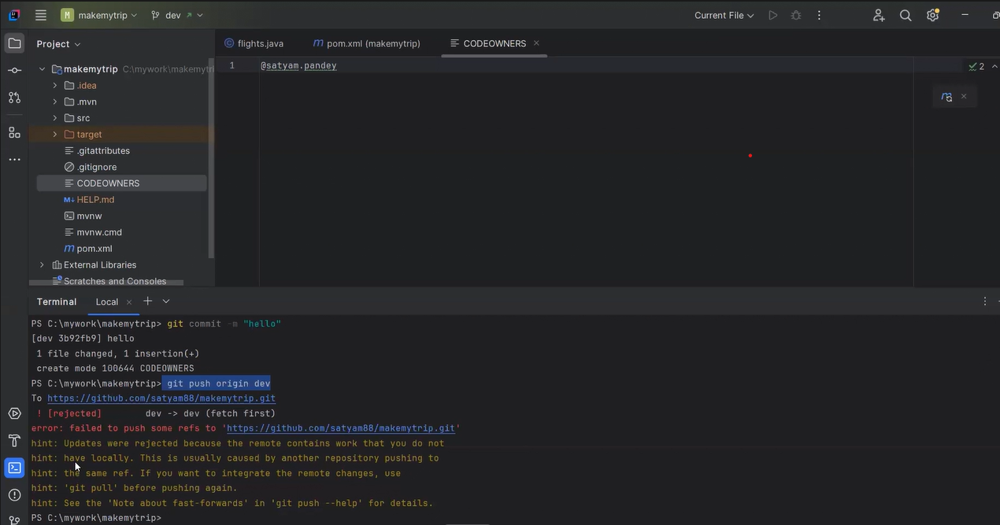 M makemytrip dev Current File
Project
flights.java
pom.xml (makemytrip)
CODEOWNERS
makemytrip C:\mywork\makemytri
.idea
.mvn
src
target
.gitattributes
.gitignore
CODEOWNERS
M↓ HELP.md
mvnw
mvnw.cmd
m pom.xml
External Libraries
Scratches and Consoles
1 @satyam.pandey
2
Terminal Local
PS C:\mywork\makemytrip> git commit -m "hello"
[dev 3b92fb9] hello
1 file changed, 1 insertion(+)
create mode 100644 CODEOWNERS
PS C:\mywork\makemytrip> git push origin dev
To https://github.com/satyam88/makemytrip.git
! [rejected] dev -> dev (fetch first)
error: failed to push some refs to 'https://github.com/satyam88/makemytrip.git'
hint: Updates were rejected because the remote contains work that you do not
hint: have locally. This is usually caused by another repository pushing to
hint: the same ref. If you want to integrate the remote changes, use
hint: 'git pull' before pushing again.
hint: See the 'Note about fast-forwards' in 'git push --help' for details.
PS C:\mywork\makemytrip>